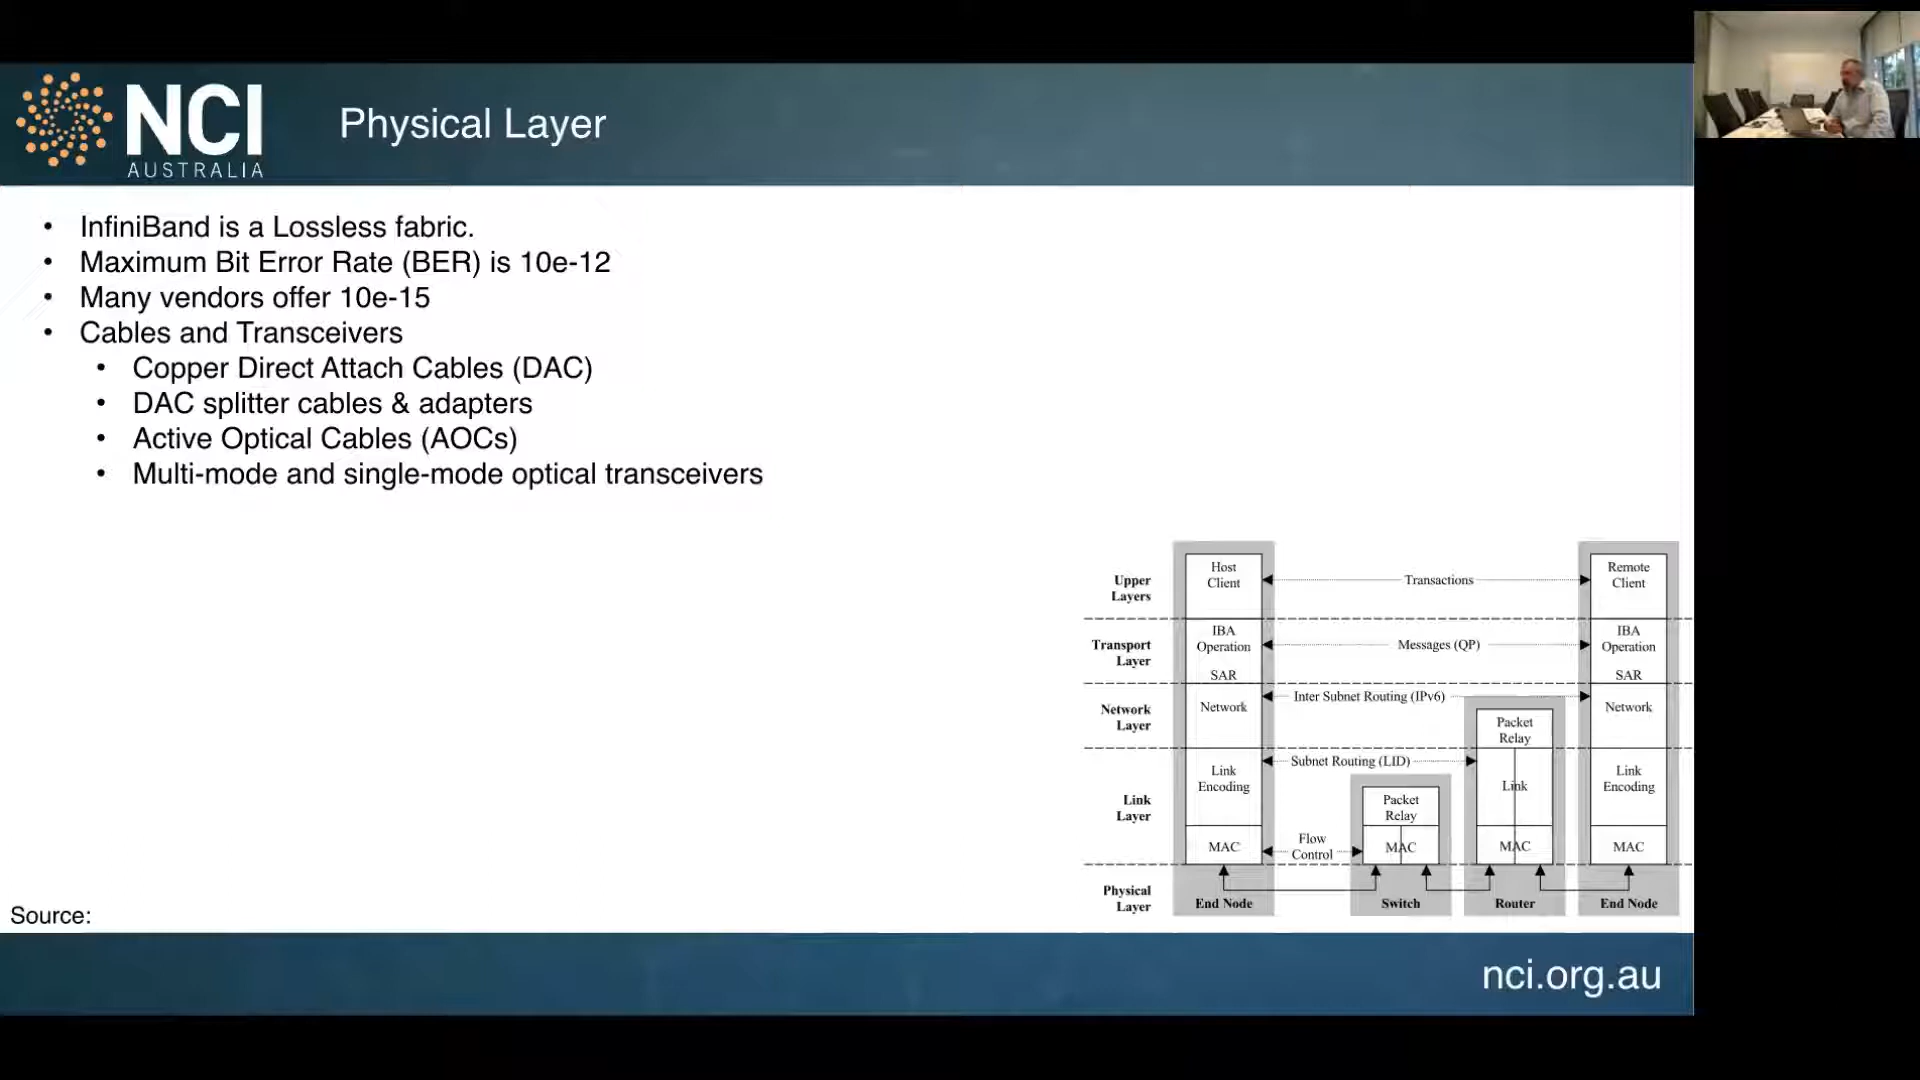 NCI
AUSTRALIA
Physical Layer
• InfiniBand is a Lossless fabric.
• Maximum Bit Error Rate (BER) is 10e-12
• Many vendors offer 10e-15
• Cables and Transceivers
• Copper Direct Attach Cables (DAC)
• DAC splitter cables & adapters
• Active Optical Cables (AOCs)
• Multi-mode and single-mode optical transceivers
Upper
Layers
Host
Client
Transactions
Remote
Client
Transport
Layer
IBA
Operation
SAR
Messages (QP)
IBA
Operation
SAR
Network
Layer
Network
Inter Subnet Routing (IPv6)
Network
Packet
Relay
Link
Layer
Link
Encoding
Subnet Routing (LID)
Packet
Relay
Link
Link
Encoding
MAC
Flow
Control
MAC
MAC
MAC
Physical
Layer
End Node
Switch
Router
End Node
Source:
nci.org.au